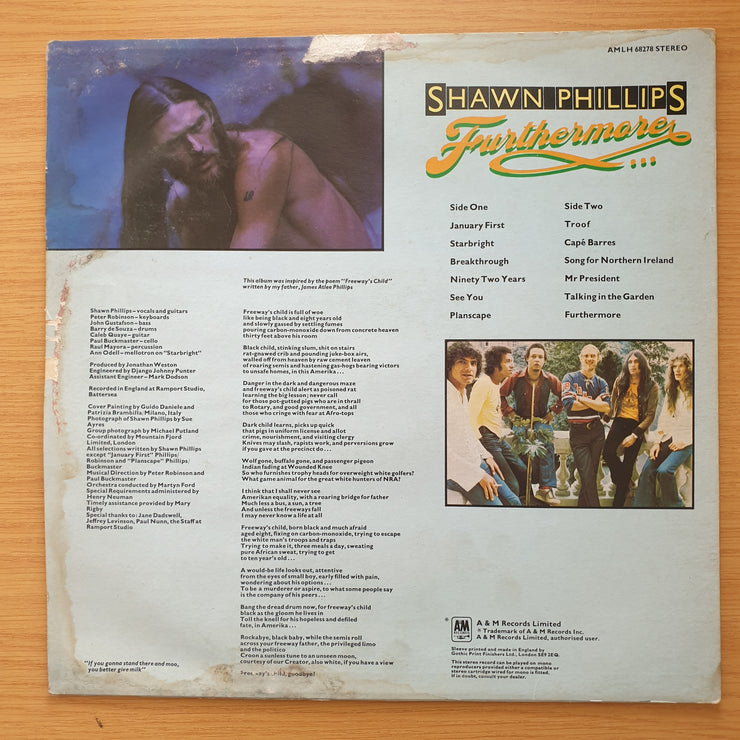 AMLH 68278 STEREO
SHAWN PHILLIPS
Furthermore
...
Side One
January First
Starbright
Breakthrough
Ninety Two Years
See You
Planscape
Side Two
Troof
Capê Barres
Song for Northern Ireland
Mr President
Talking in the Garden
Furthermore
Shawn Phillips – vocals and guitars
Peter Robinson – keyboards
John Gustafson – bass
Barry de Souza – drums
Caleb Quaye – guitar
Paul Buckmaster – cello
Raul Mayora – percussion
Ann Odell – mellotron on "Starbright"
Produced by Jonathan Weston
Engineered by Django Johnny Punter
Assistant Engineer – Mark Dodson
Recorded in England at Ramport Studio,
Battersea
Cover Painting by Guido Daniele and
Patrizia Brambilla, Milano, Italy
Photograph of Shawn Phillips by Sue
Ayres
Group photograph by Michael Putland
Co-ordinated by Mountain Fjord
Limited, London
All selections written by Shawn Phillips
except "January First" Phillips/
Robinson and "Planscape" Phillips/
Buckmaster
Musical Direction by Peter Robinson and
Paul Buckmaster
Orchestra conducted by Martyn Ford
Special Requirements administered by
Henry Newman
Timely assistance provided by Mary
Rigby
Special thanks to: Jane Dadswell,
Jeffrey Levinson, Paul Nunn, the Staff at
Ramport Studio
"If you gonna stand there and moo,
you better give milk"
This album was inspired by the poem "Freeway's Child"
written by my father, James Atlee Phillips
Freeway's child is full of woe
like being black and eight years old
and slowly gassed by settling fumes
pouring carbon-monoxide down from concrete heaven
thirty feet above his room
Black child, stinking slum, shit on stairs
rat-gnawed crib and pounding juke-box airs,
walled off from heaven by raw cement leaven
of roaring semis and hastening gas-hogs bearing victors
to unsafe homes, in this America...
Danger in the dark and dangerous maze
and freeway's child alert as poisoned rat
learning the big lesson; never call
for those pot-gutted pigs who are in thrall
to Rotary, and good government, and all
those who cringe with fear at Afro-tops
Dark child learns, picks up quick
that pigs in uniform license and allot
crime, nourishment, and visiting clergy
Knives may slash, rapists work, and perversions grow
if you gave at the precinct do...
Wolf gone, buffalo gone, and passenger pigeon
Indian fading at Wounded Knee
So who furnishes trophy heads for overweight white golfers?
What game animal for the great white hunters of NRA?
I think that I shall never see
Amerikan equality, with a roaring bridge for father
Much less a bus, a sun, a tree
And unless the freeways fall
I may never know a life at all
Freeway's child, born black and much afraid
aged eight, fixing on carbon-monoxide, trying to escape
the white man's troops and traps
Trying to make it, three meals a day, sweating
pure African sweat, trying to get
to ten year's old...
A would-be life looks out, attentive
from the eyes of small boy, early filled with pain,
wondering about his options...
To be a murderer or aspire, to what some people say
is the company of his peers...
Bang the dread drum now, for freeway's child
black as the gloom he lives in
Toll the knell for his hopeless and defiled
fate, in Amerika...
Rockabye, black baby, while the semis roll
across your freeway father, the privileged limo
and the politico
Croon a sunless tune to an unseen moon,
courtesy of our Creator, also white, if you have a view
Freeway's child, goodbye!
AM
RECORDS
®
A & M Records Limited
* Trademark of A & M Records Inc.
A & M Records Limited, authorised user.
Sleeve printed and made in England by
Gothic Print Finishers Ltd., London SE9 2EQ.
This stereo record can be played on mono
reproducers provided either a compatible or
stereo cartridge wired for mono is fitted.
If in doubt, consult your dealer.